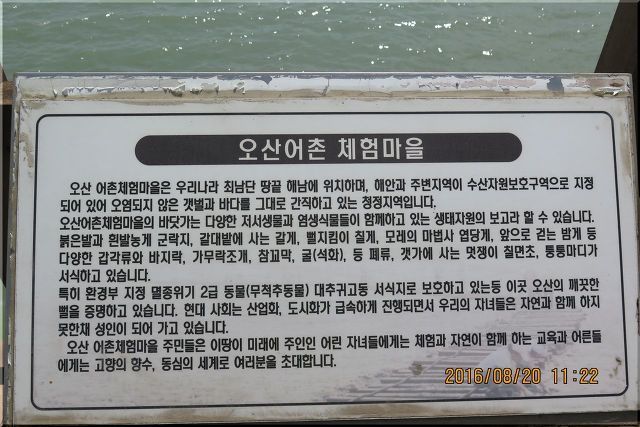 오산어촌 체험마을
오산 어촌체험마을은 우리나라 최남단 땅끝 해남에 위치하며, 해안과 주변지역이 수산자원보호구역으로 지정
되어 있어 오염되지 않은 갯벌과 바다를 그대로 간직하고 있는 청정지역입니다.
오산어촌체험마을의 바닷가는 다양한 저서생물과 염생식물들이 함께하고 있는 생태자원의 보고라 할 수 있습니다.
붉은발과 흰발농게 군락지, 갈대밭에 사는 갈게, 뻘지킴이 칠게, 모레의 마법사 엽당게, 앞으로 걷는 밤게 등
다양한 갑각류와 바지락, 가무락조개, 참꼬막, 굴(석화), 등 폐류, 갯가에 사는 멋쟁이 칠면초, 퉁퉁마디가
서식하고 있습니다.
특히 환경부 지정 멸종위기 2급 동물(무척추동물) 대추귀고동 서식지로 보호하고 있는등 이곳 오산의 깨끗한
뻘을 증명하고 있습니다. 현대 사회는 산업화, 도시화가 급속하게 진행되면서 우리의 자녀들은 자연과 함께 하지
못한채 성인이 되어 가고 있습니다.
오산 어촌체험마을 주민들은 이땅이 미래에 주인인 어린 자녀들에게는 체험과 자연이 함께 하는 교육과 어른들
에게는 고향의 향수, 동심의 세계로 여러분을 초대합니다.
2016/08/20 11:22